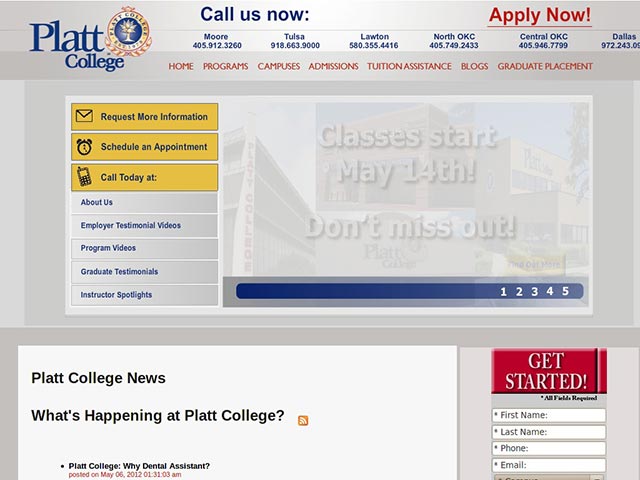 Platt
College
Call us now:
Apply Now!
Moore
405.912.3260
Tulsa
918.663.9000
Lawton
580.355.4416
North OKC
405.749.2433
Central OKC
405.946.7799
Dallas
HOME PROGRAMS CAMPUSES ADMISSIONS TUITION ASSISTANCE BLOGS GRADUATE PLACEMENT
Request More Information
Schedule an Appointment
Call Today at:
About Us
Employer Testimonial Videos
Program Videos
Graduate Testimonials
Instructor Spotlights
Classes start
May 14th!
Don't miss out!
Platt
College
Find Out More
1 2 3 4 5
Platt College News
What's Happening at Platt College?
Platt College: Why Dental Assistant?
posted on May 06, 2012 01:31:03 am
GET
STARTED!
* All Fields Required
* First Name:
* Last Name:
* Phone:
* Email: